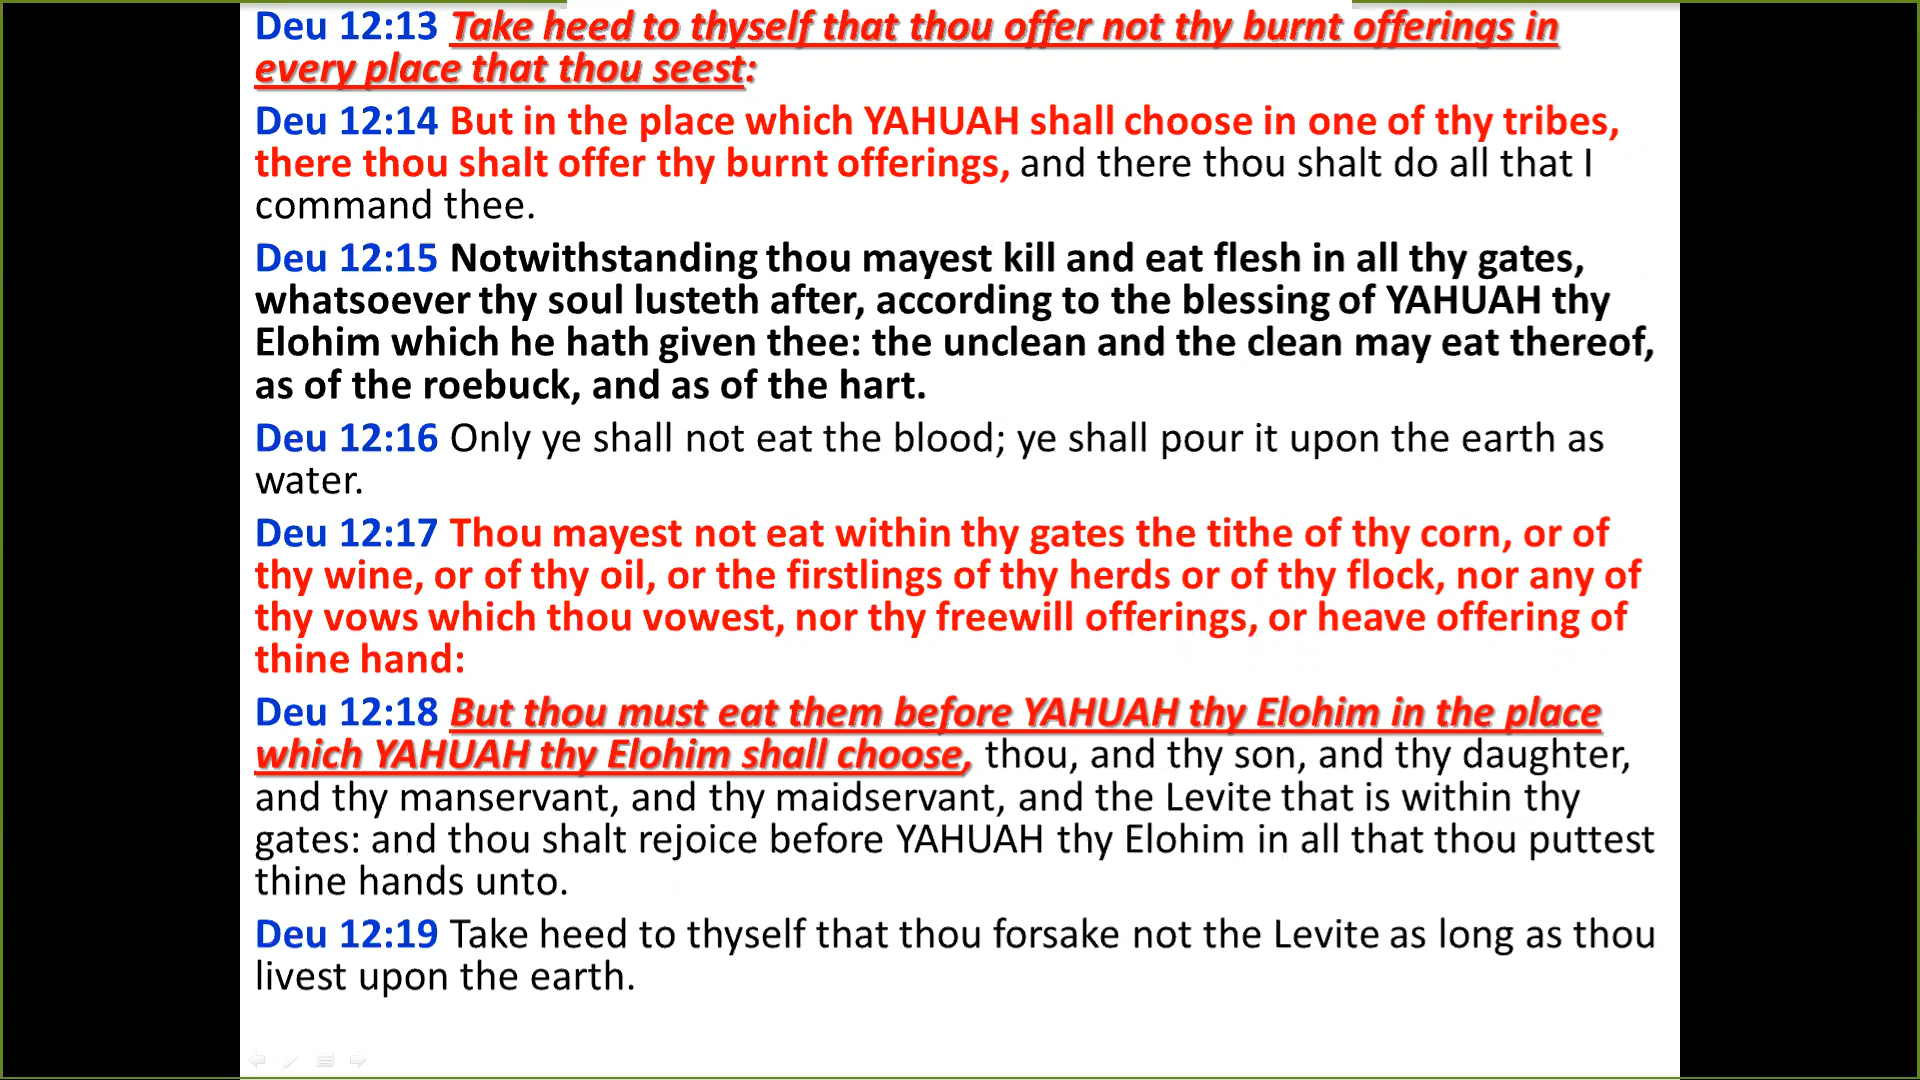 Deu 12:13 Take heed to thyself that thou offer not thy burnt offerings in
every place that thou seest:
Deu 12:14 But in the place which YAHUAH shall choose in one of thy tribes,
there thou shalt offer thy burnt offerings, and there thou shalt do all that I
command thee.
Deu 12:15 Notwithstanding thou mayest kill and eat flesh in all thy gates,
whatsoever thy soul lusteth after, according to the blessing of YAHUAH thy
Elohim which he hath given thee: the unclean and the clean may eat thereof,
as of the roebuck, and as of the hart.
Deu 12:16 Only ye shall not eat the blood; ye shall pour it upon the earth as
water.
Deu 12:17 Thou mayest not eat within thy gates the tithe of thy corn, or of
thy wine, or of thy oil, or the firstlings of thy herds or of thy flock, nor any of
thy vows which thou vowest, nor thy freewill offerings, or heave offering of
thine hand:
Deu 12:18 But thou must eat them before YAHUAH thy Elohim in the place
which YAHUAH thy Elohim shall choose, thou, and thy son, and thy daughter,
and thy manservant, and thy maidservant, and the Levite that is within thy
gates: and thou shalt rejoice before YAHUAH thy Elohim in all that thou puttest
thine hands unto.
Deu 12:19 Take heed to thyself that thou forsake not the Levite as long as thou
livest upon the earth.